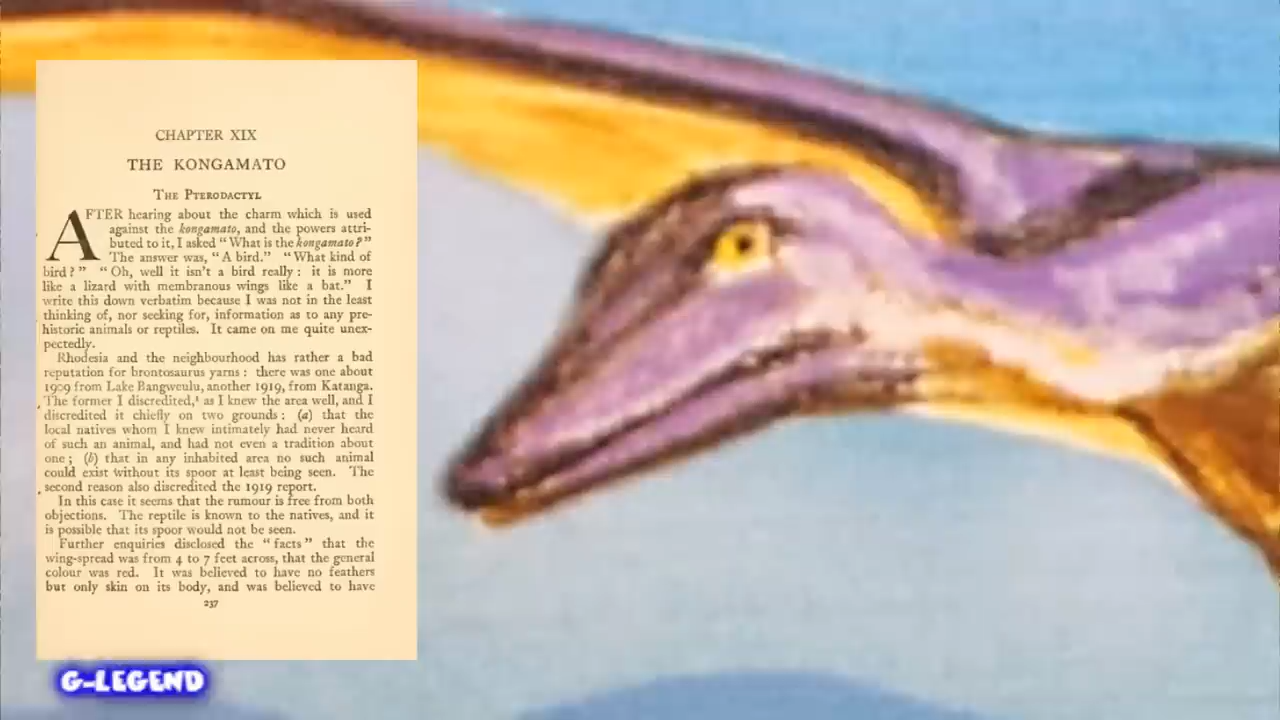 CHAPTER XIX
THE KONGAMATO
THE PTERODACTYL
AFTER hearing about the charm which is used
against the kongamato, and the powers attri-
buted to it, I asked “ What is the kongamato? ”
The answer was, “ A bird.” “ What kind of
bird? ” “ Oh, well it isn’t a bird really : it is more
like a lizard with membranous wings like a bat.” I
write this down verbatim because I was not in the least
thinking of, nor seeking for, information as to any pre-
historic animals or reptiles. It came on me quite unex-
pectedly.
Rhodesia and the neighbourhood has rather a bad
reputation for brontosaurus yarns : there was one about
1909 from Lake Bangweulu, another 1919, from Katanga.
The former I discredited,¹ as I knew the area well, and I
discredited it chiefly on two grounds : (a) that the
local natives whom I knew intimately had never heard
of such an animal, and had not even a tradition about
one ; (b) that in any inhabited area no such animal
could exist without its spoor at least being seen. The
second reason also discredited the 1919 report.
In this case it seems that the rumour is free from both
objections. The reptile is known to the natives, and it
is possible that its spoor would not be seen.
Further enquiries disclosed the “ facts ” that the
wing-spread was from 4 to 7 feet across, that the general
colour was red. It was believed to have no feathers
but only skin on its body, and was believed to have
237
G-LEGEND